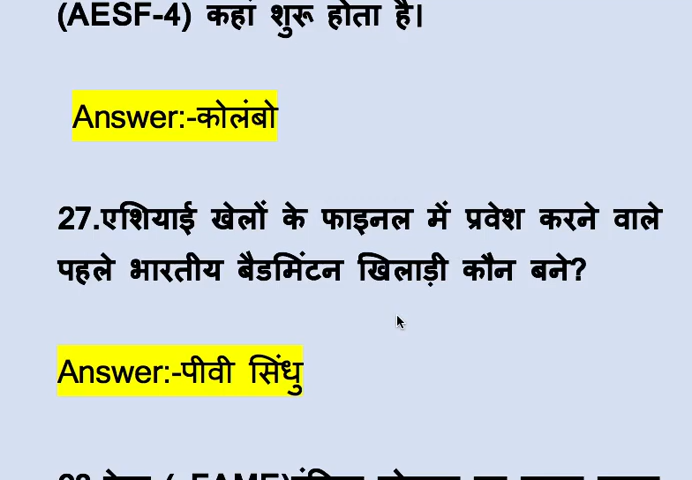 (AESF-4) कहां शुरू होता है।
Answer:-कोलंबो
27.एशियाई खेलों के फाइनल में प्रवेश करने वाले
पहले भारतीय बैडमिंटन खिलाड़ी कौन बने?
Answer:-पीवी सिंधु